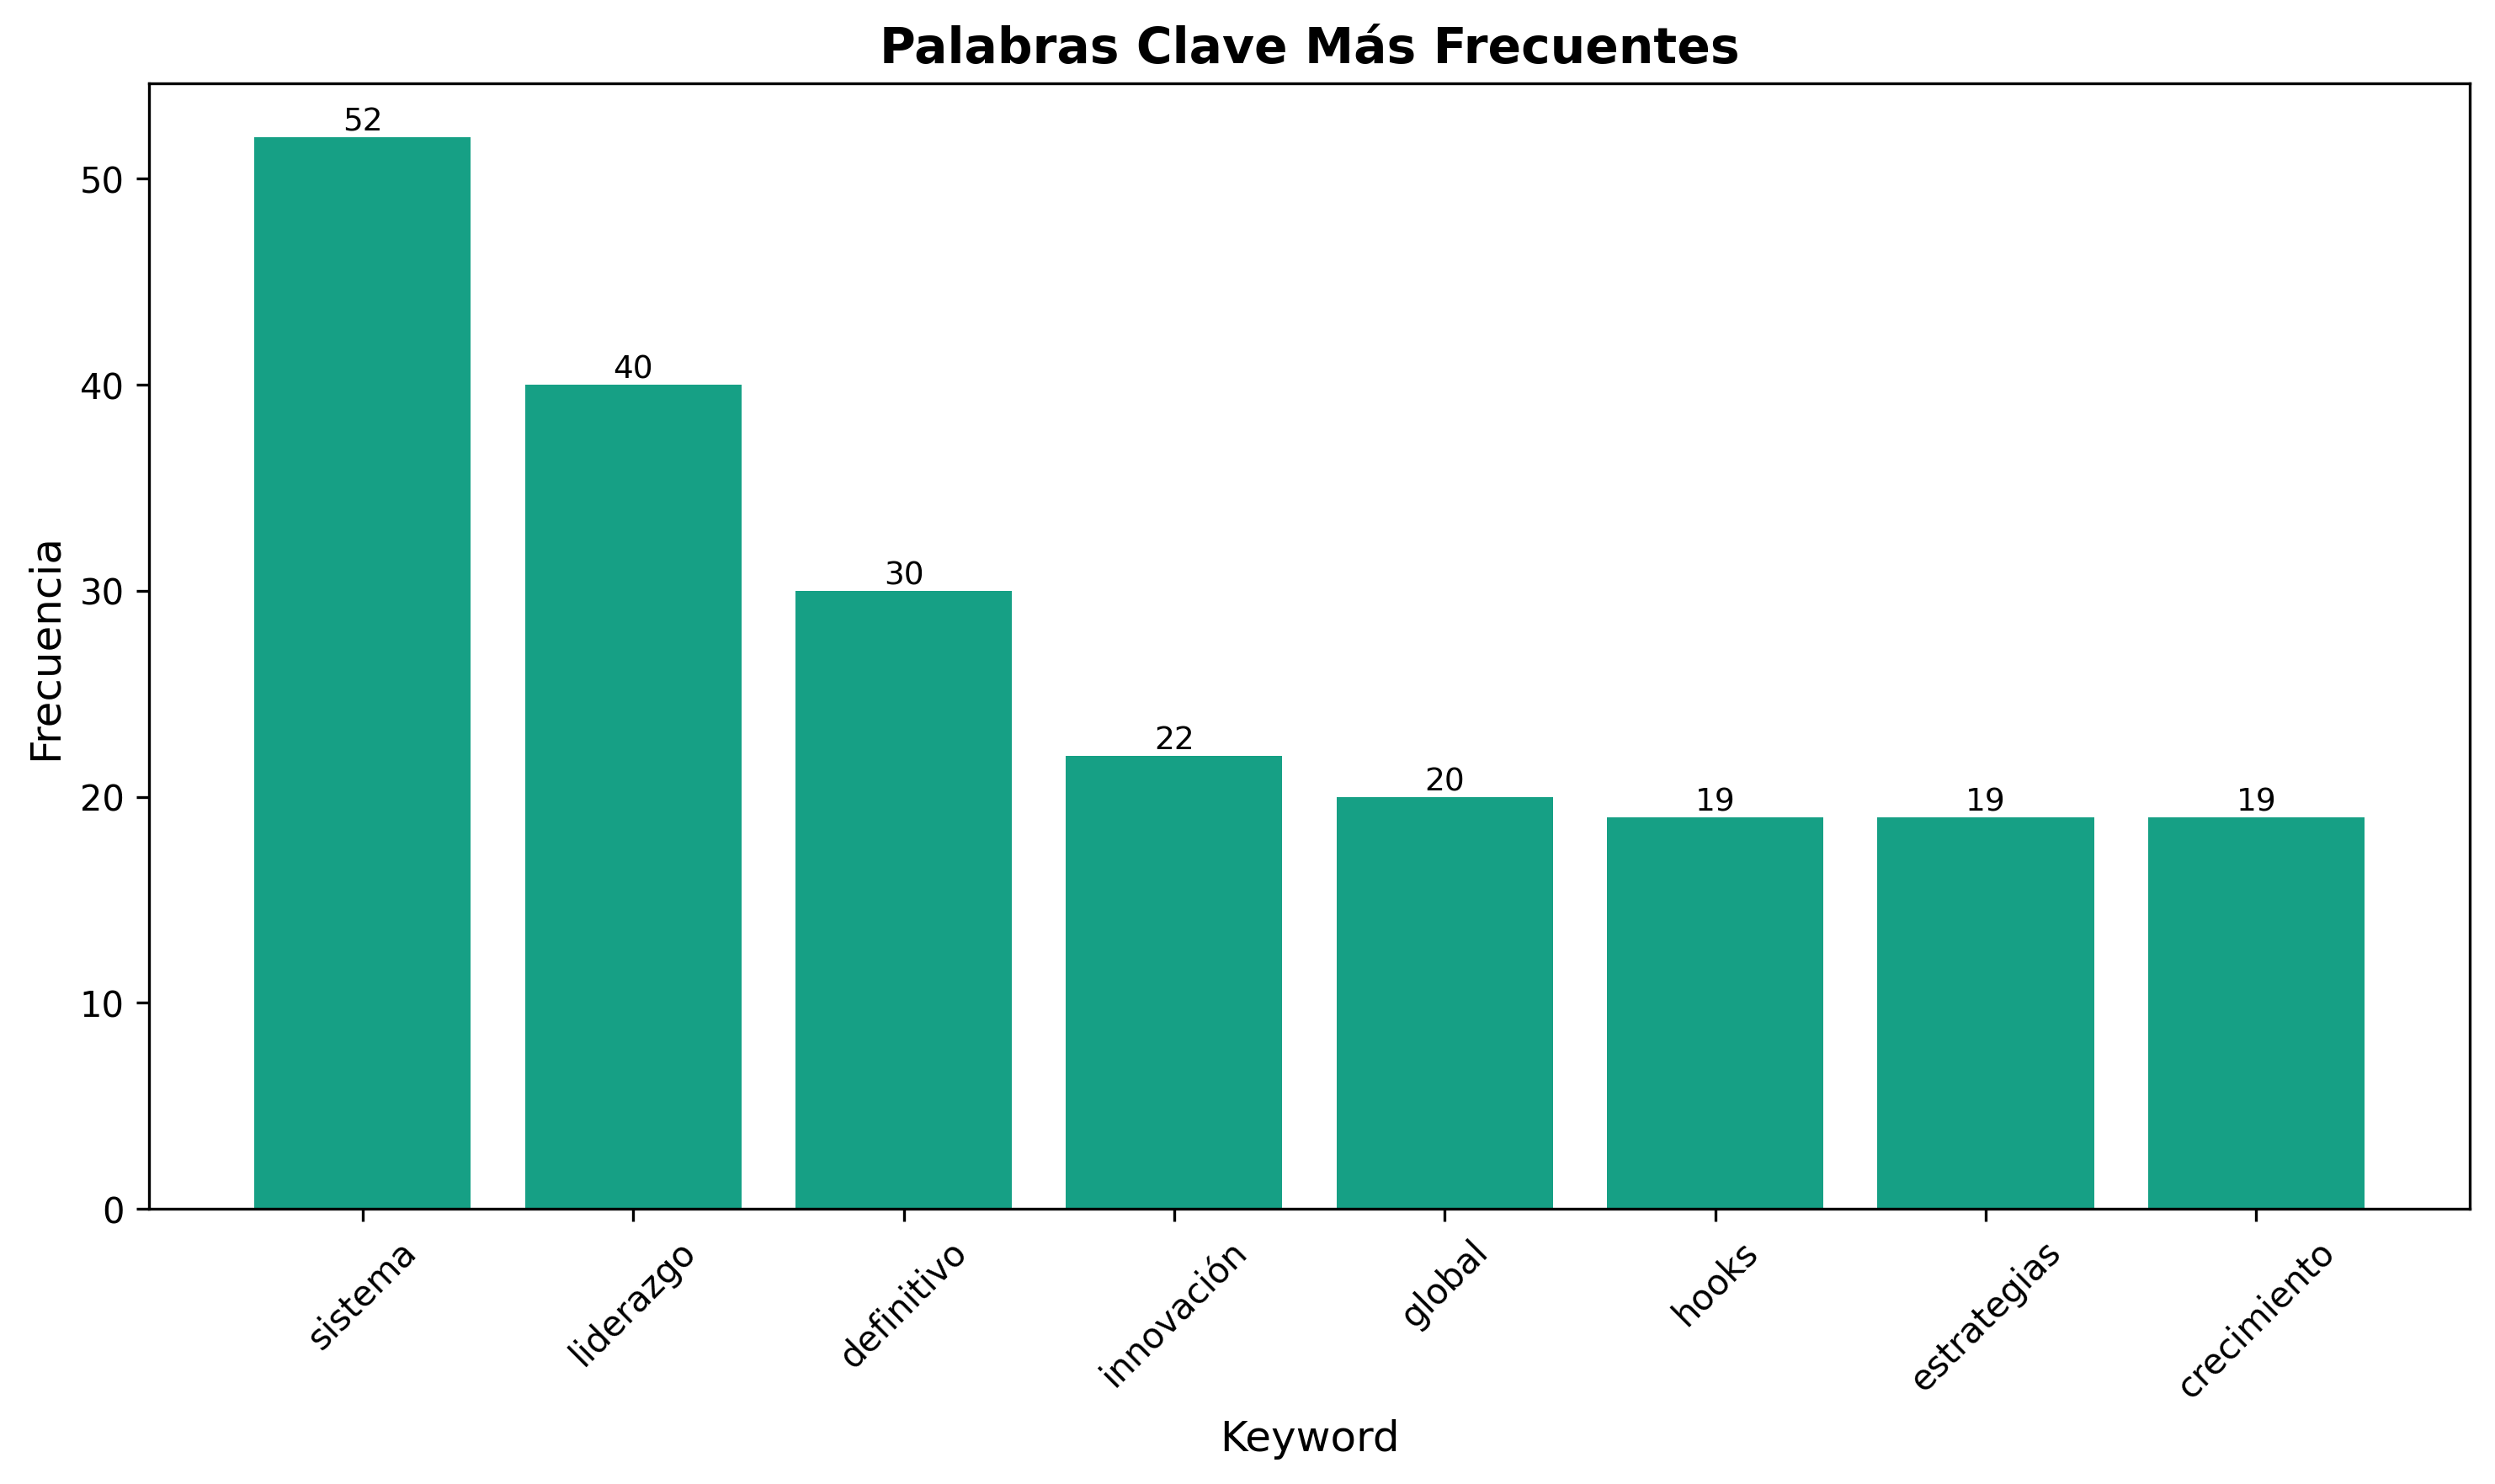 Palabras Clave Más Frecuentes
52
40
30
22
20
19
19
19
50
40
30
20
10
0
Frecuencia
sistema
liderazgo
definitivo
innovación
global
hooks
estrategias
crecimiento
Keyword